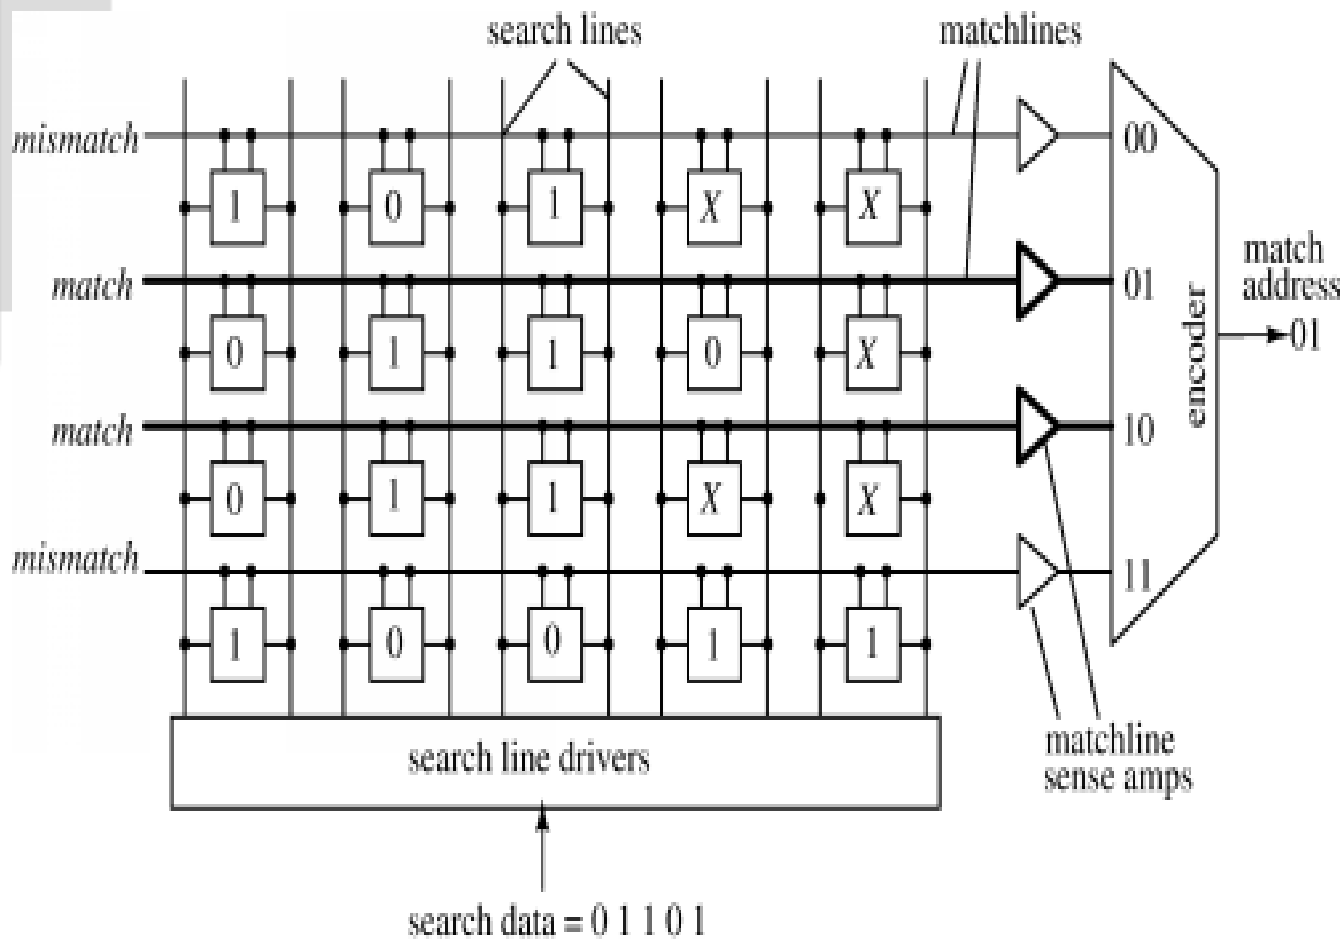 search lines
matchlines
mismatch
00
1 0 1 X X
match
01
match
address
0 1 1 0 X
encoder
01
match
10
0 1 1 X X
mismatch
11
1 0 0 1 1
search line drivers
matchline
sense amps
search data = 0 1 1 0 1